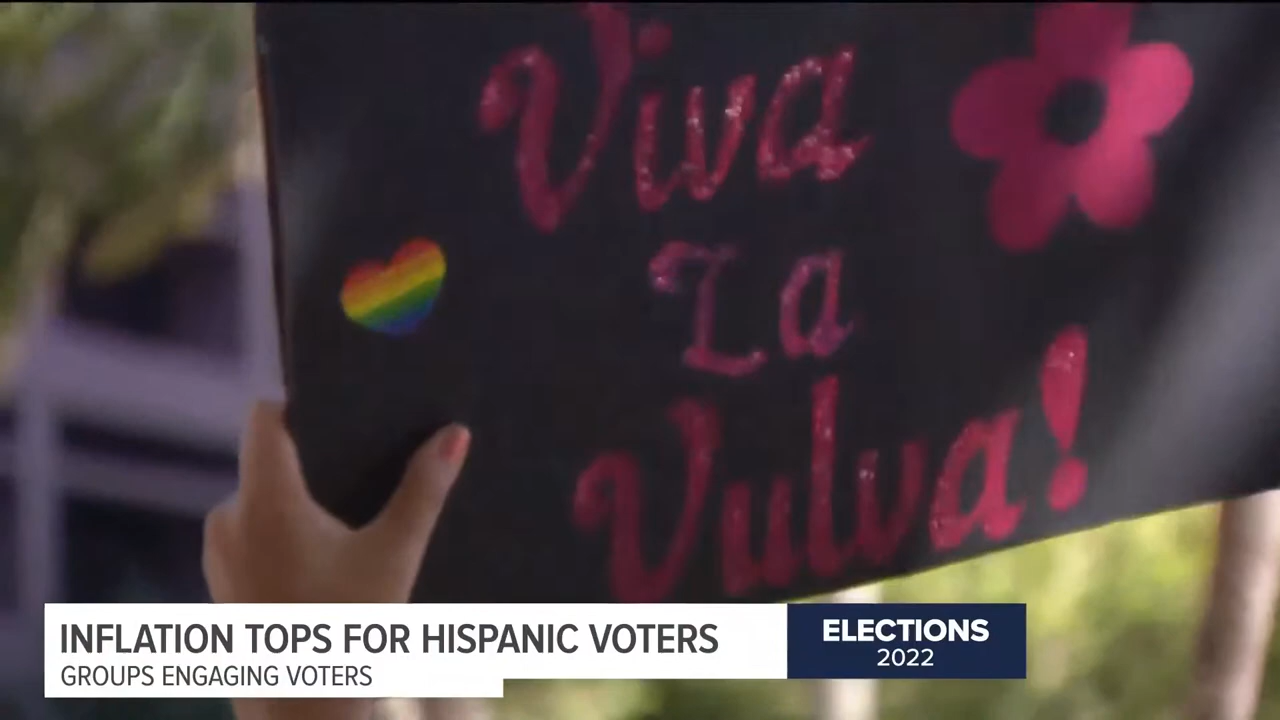 Viva
La
Vulva!
INFLATION TOPS FOR HISPANIC VOTERS
GROUPS ENGAGING VOTERS
ELECTIONS
2022